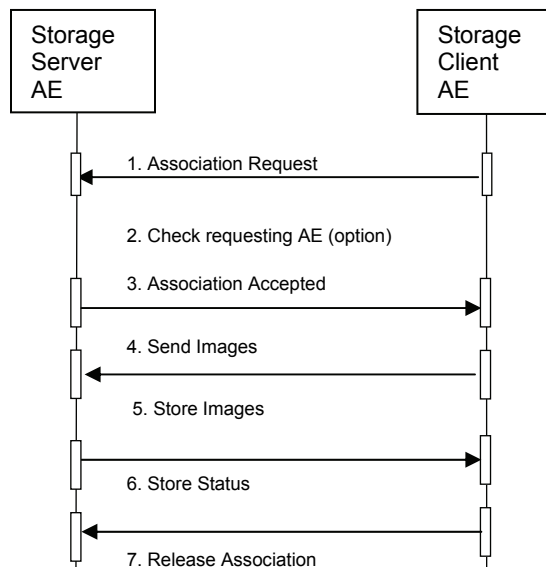 Storage
Server
AE
Storage
Client
AE
1. Association Request
2. Check requesting AE (option)
3. Association Accepted
4. Send Images
5. Store Images
6. Store Status
7. Release Association